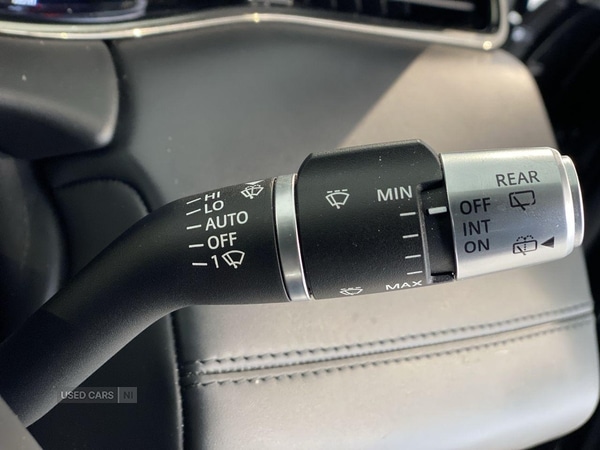 HI
LO
AUTO
OFF
1
MIN
MAX
REAR
OFF
INT
ON
USED CARS NI